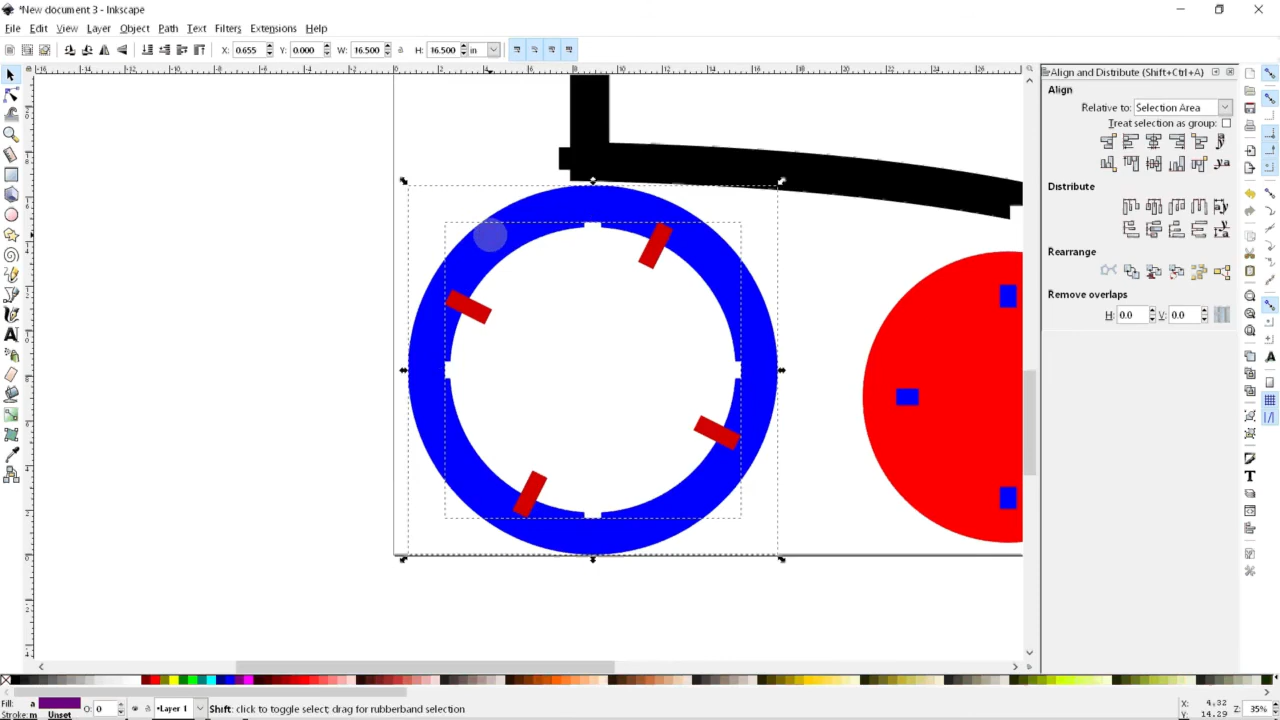 *New document 3 - Inkscape
File Edit View Layer Object Path Text Filters Extensions Help
X: 0.655 Y: 0.000 W: 16.500 H: 16.500 in
Align and Distribute (Shift+Ctrl+A)
Align
Relative to: Selection Area
Treat selection as group:
Distribute
Rearrange
Remove overlaps
H: 0.0 V: 0.0
Fill: a
Stroke: m Unset
O: 0
•Layer 1
Shift: click to toggle select; drag for rubberband selection
X: 4.32
Y: 14.29
Z: 35%